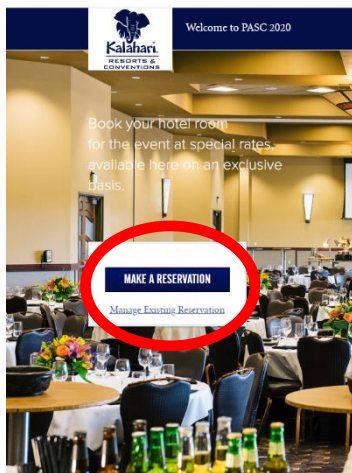 Welcome to PASC 2020
Kalahari.
RESORTS &
CONVENTIONS
Book your hotel room
for the event at special rates,
available here on an exclusive
basis.
MAKE A RESERVATION
Manage Existing Reservation